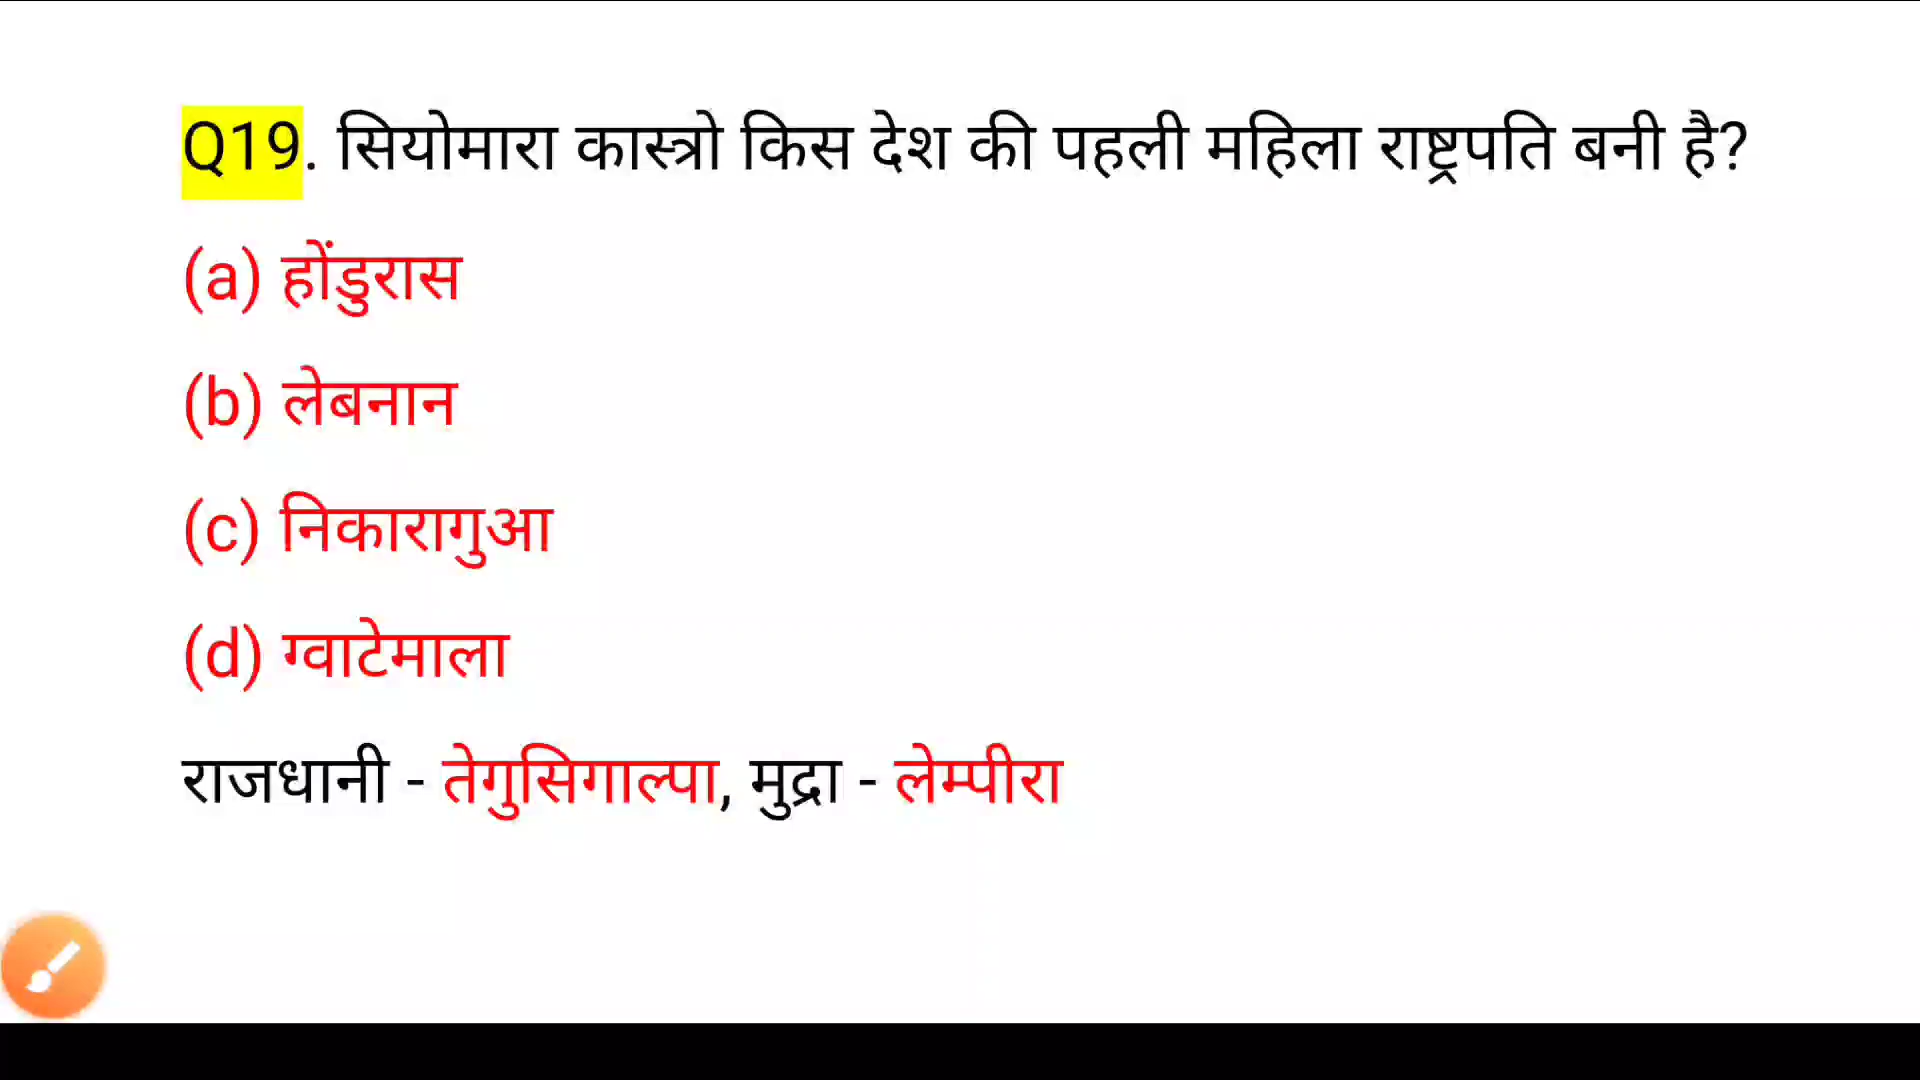 Q19. सियोमारा कास्त्रो किस देश की पहली महिला राष्ट्रपति बनी है?
(a) होंडुरास
(b) लेबनान
(c) निकारागुआ
(d) ग्वाटेमाला
राजधानी - तेगुसिगाल्पा, मुद्रा - लेम्पीरा